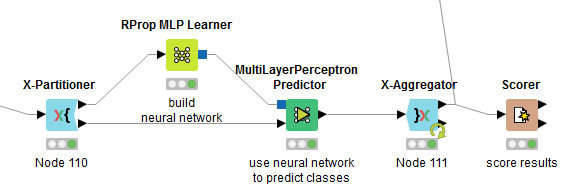 RProp MLP Learner
X-Partitioner
MultiLayerPerceptron
Predictor
X-Aggregator
Scorer
build
neural network
Node 110
use neural network
to predict classes
Node 111
score results